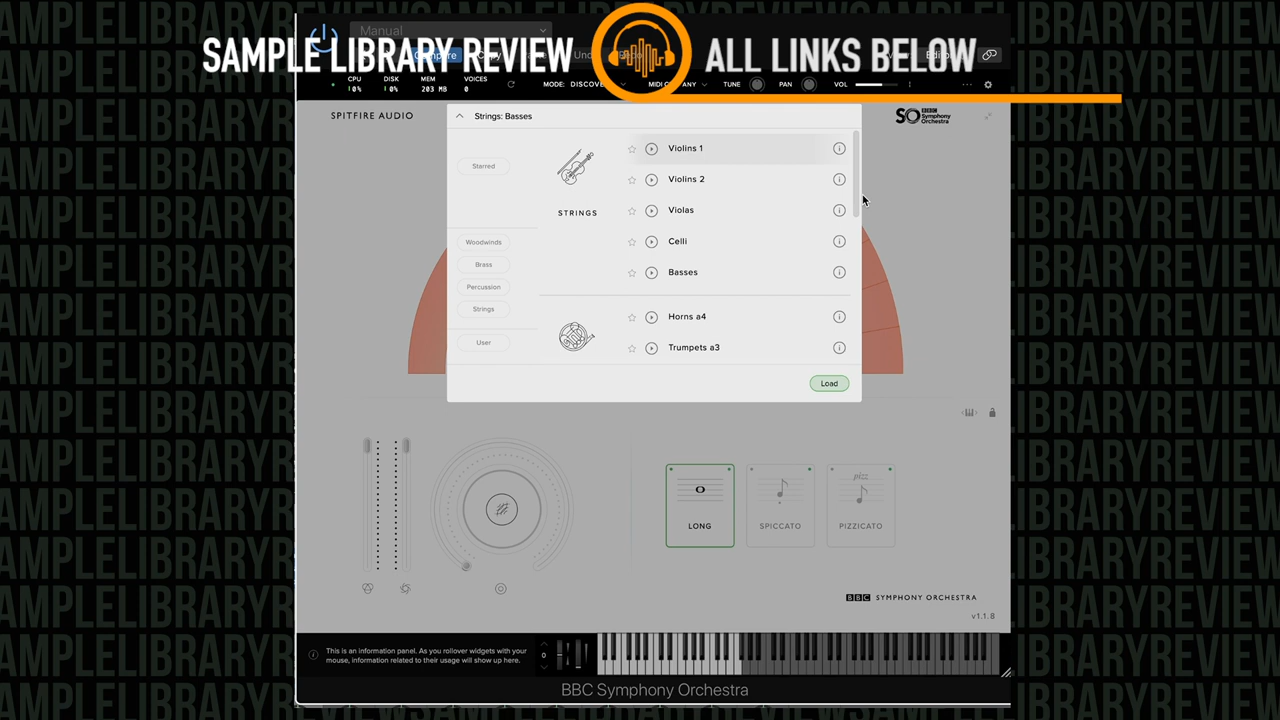 Manual
SAMPLE LIBRARY REVIEW
ALL LINKS BELOW
Compare
CPU
0%
DISK
0%
MEM
203 MB
VOICES
0
MODE:
TUNE
PAN
VOL
SPITFIRE AUDIO
Strings: Basses
SO BBC
Symphony
Orchestra
Starred
Woodwinds
Brass
Percussion
Strings
User
STRINGS
Violins 1
Violins 2
Violas
Celli
Basses
Horns a4
Trumpets a3
Load
LONG
SPICCATO
pizz
PIZZICATO
BBC SYMPHONY ORCHESTRA
v1.1.8
This is an information panel. As you rollover widgets with your
mouse, information related to their usage will show up here.
0
BBC Symphony Orchestra